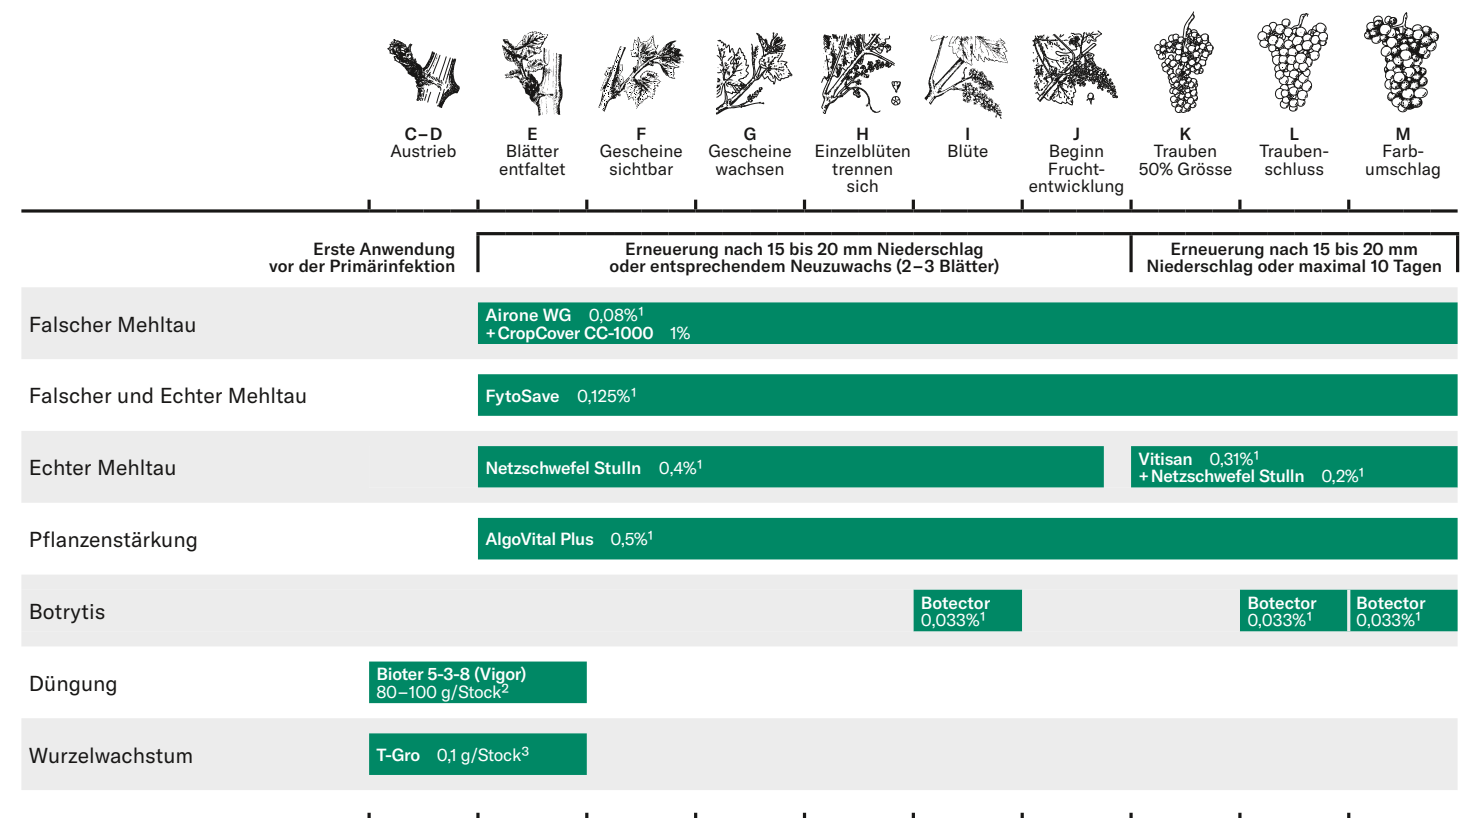 C–D
Austrieb
E
Blätter
entfaltet
F
Gescheine
sichtbar
G
Gescheine
wachsen
H
Einzelblüten
trennen
sich
I
Blüte
J
Beginn
Frucht-
entwicklung
K
Trauben
50% Grösse
L
Trauben-
schluss
M
Farb-
umschlag
Erste Anwendung
vor der Primärinfektion
Erneuerung nach 15 bis 20 mm Niederschlag
oder entsprechendem Neuzuwachs (2–3 Blätter)
Erneuerung nach 15 bis 20 mm
Niederschlag oder maximal 10 Tagen
Falscher Mehltau
Airone WG 0,08%¹
+ CropCover CC-1000 1%
Falscher und Echter Mehltau
FytoSave 0,125%¹
Echter Mehltau
Netzschwefel Stulln 0,4%¹
Vitisan 0,31%¹
+ Netzschwefel Stulln 0,2%¹
Pflanzenstärkung
AlgoVital Plus 0,5%¹
Botrytis
Botector
0,033%¹
Botector
0,033%¹
Botector
0,033%¹
Düngung
Bioter 5-3-8 (Vigor)
80–100 g/Stock²
Wurzelwachstum
T-Gro 0,1 g/Stock³